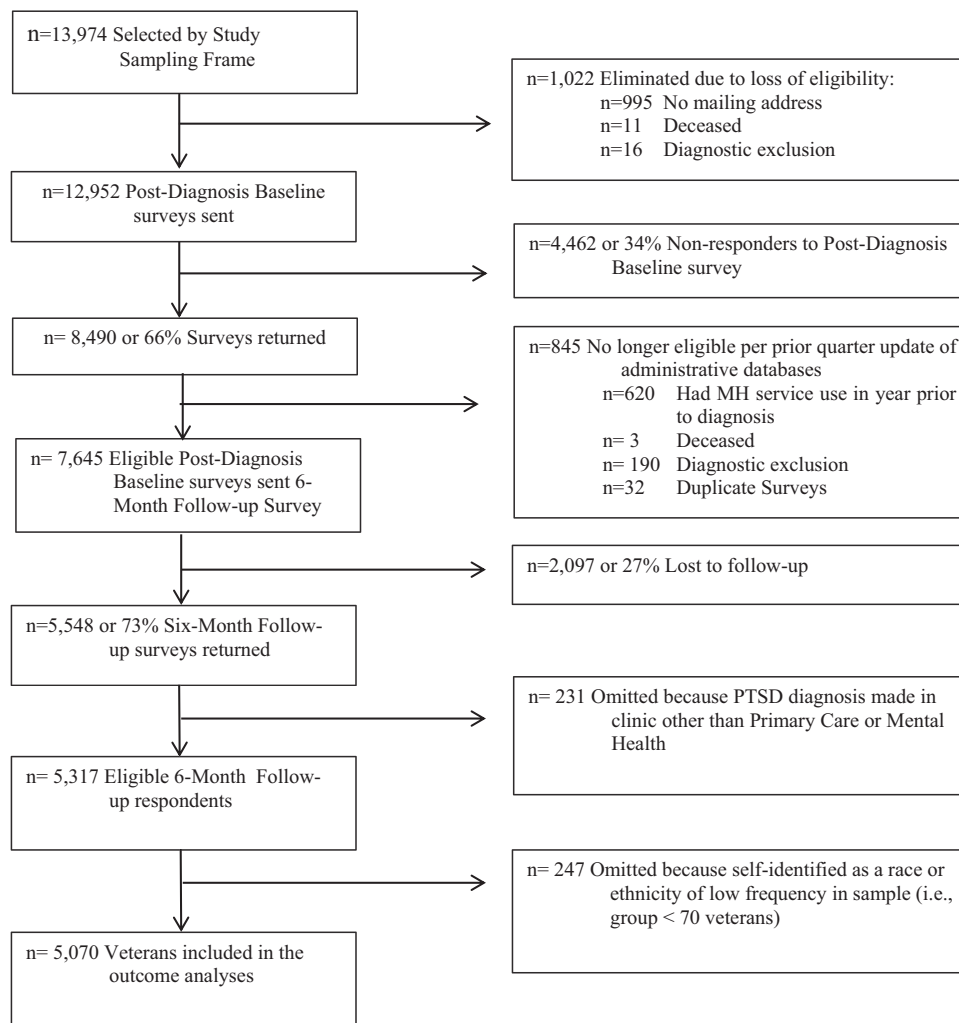 n=13,974 Selected by Study
Sampling Frame
n=1,022 Eliminated due to loss of eligibility:
n=995 No mailing address
n=11 Deceased
n=16 Diagnostic exclusion
n=12,952 Post-Diagnosis Baseline
surveys sent
n=4,462 or 34% Non-responders to Post-Diagnosis
Baseline survey
n= 8,490 or 66% Surveys returned
n=845 No longer eligible per prior quarter update of
administrative databases
n=620 Had MH service use in year prior
to diagnosis
n= 3 Deceased
n= 190 Diagnostic exclusion
n=32 Duplicate Surveys
n= 7,645 Eligible Post-Diagnosis
Baseline surveys sent 6-
Month Follow-up Survey
n=2,097 or 27% Lost to follow-up
n=5,548 or 73% Six-Month Follow-
up surveys returned
n= 231 Omitted because PTSD diagnosis made in
clinic other than Primary Care or Mental
Health
n= 5,317 Eligible 6-Month Follow-
up respondents
n= 247 Omitted because self-identified as a race or
ethnicity of low frequency in sample (i.e.,
group < 70 veterans)
n= 5,070 Veterans included in the
outcome analyses